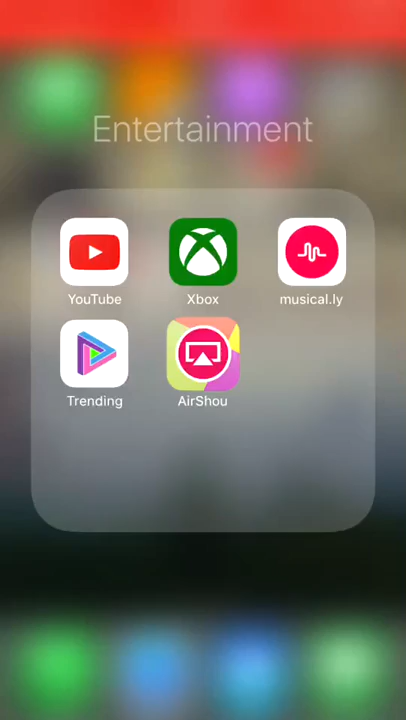 Entertainment
YouTube
Xbox
musical.ly
Trending
AirShou